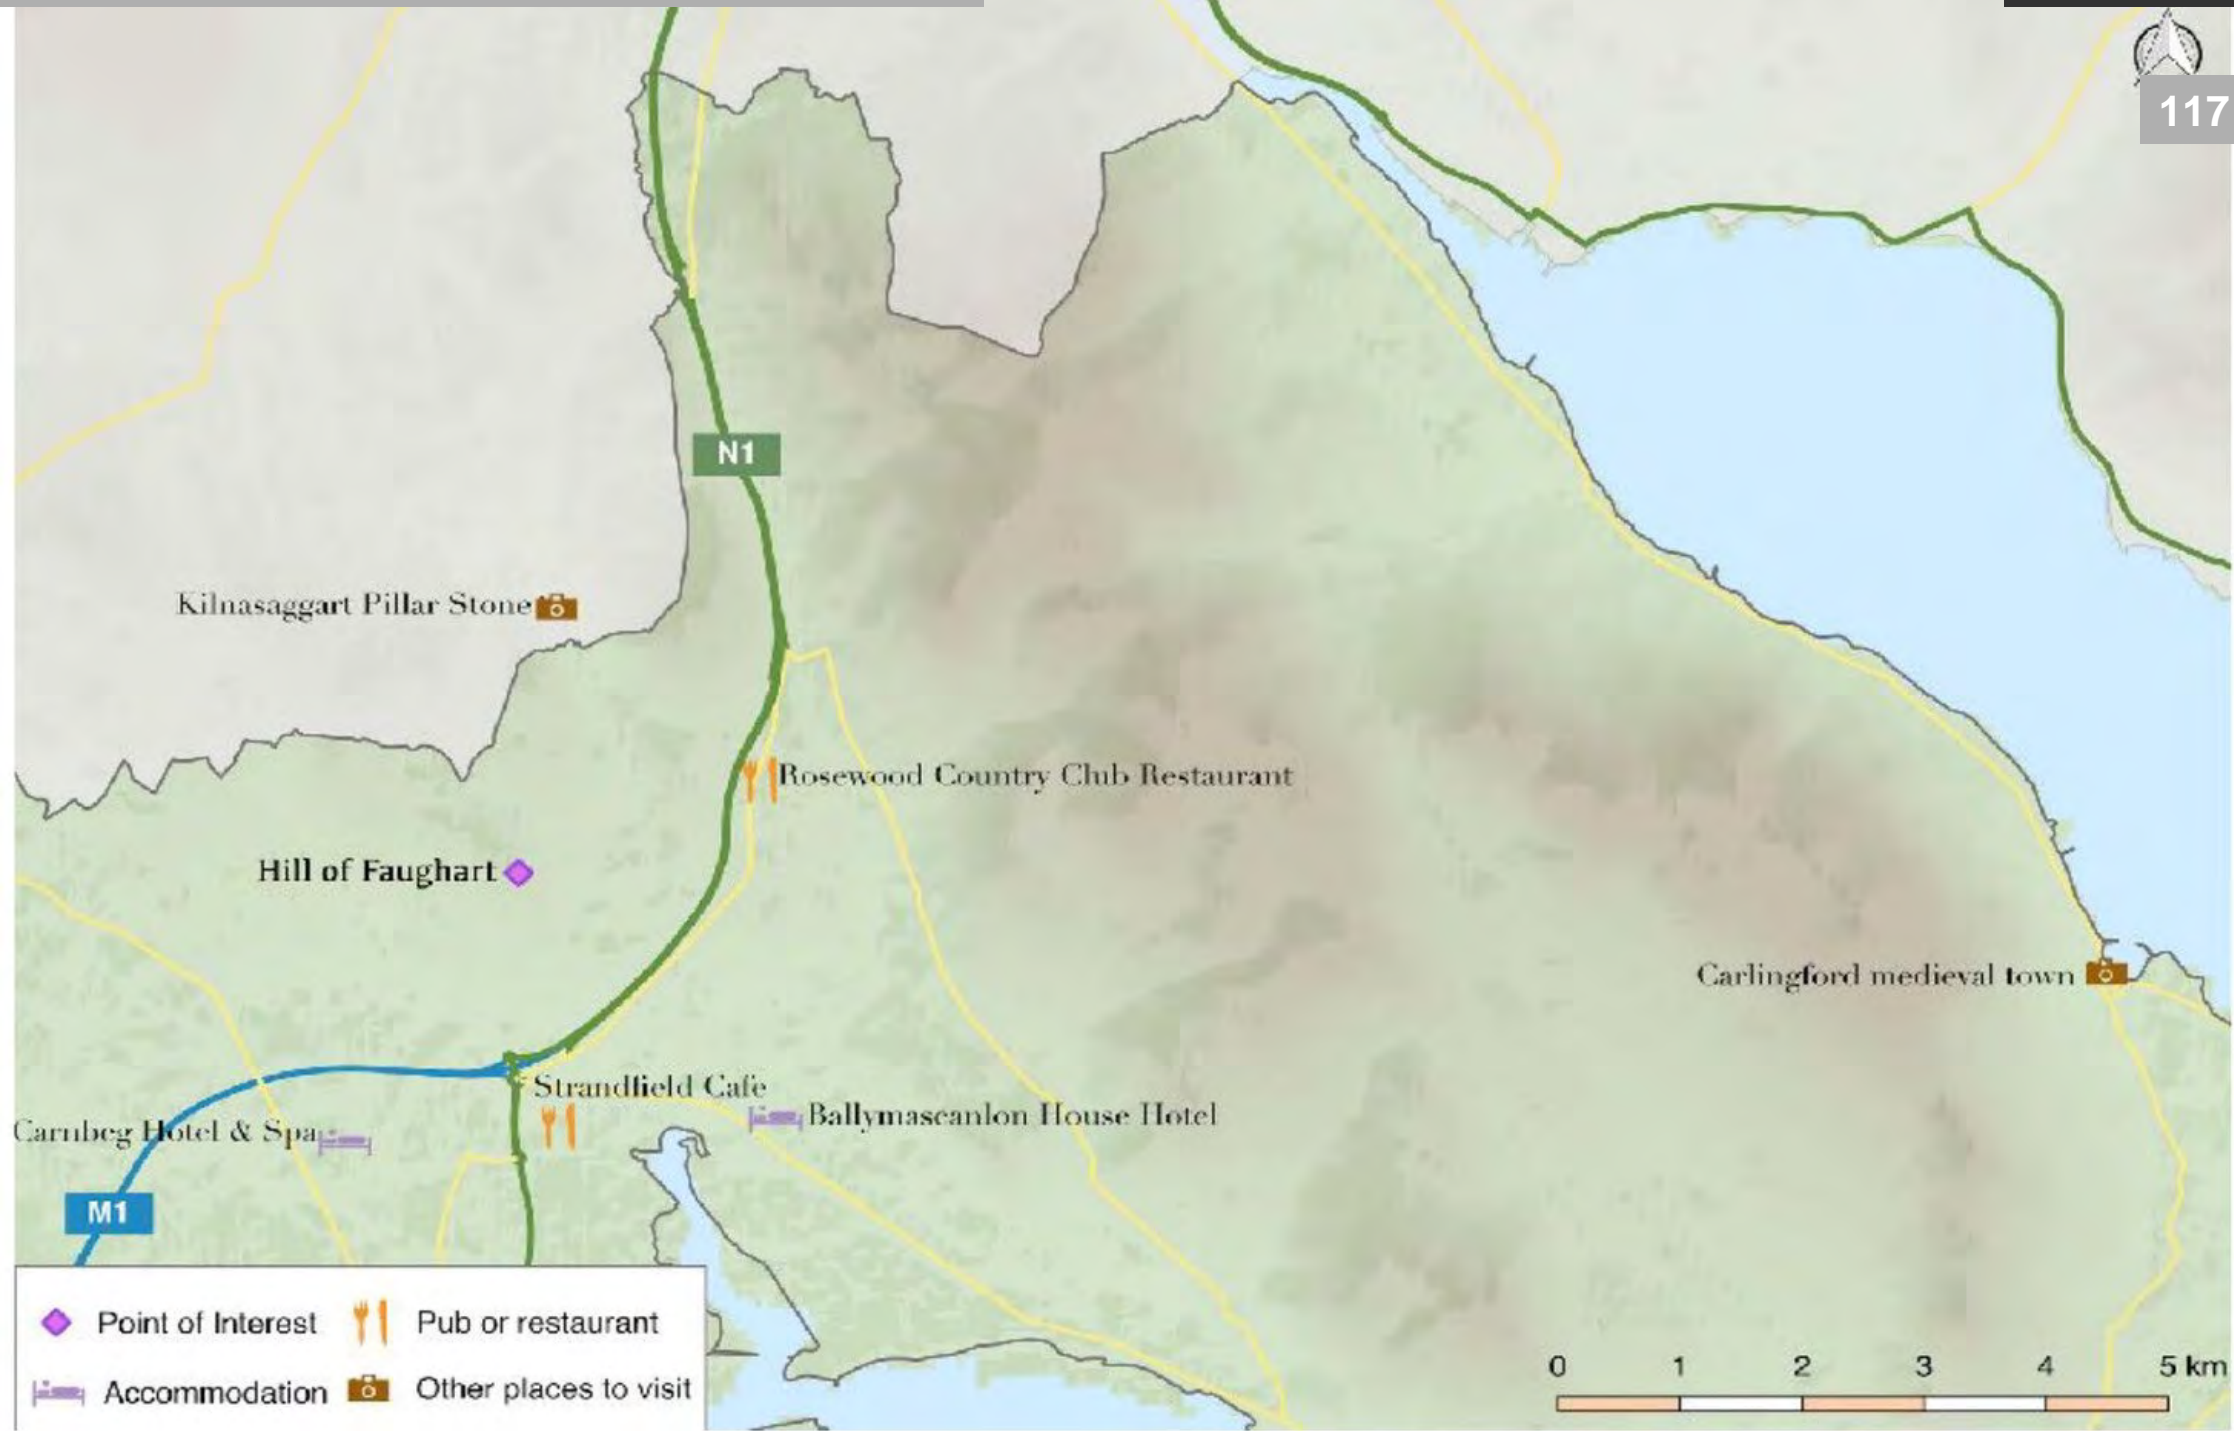 117
N1
Kilnasaggart Pillar Stone
Rosewood Country Club Restaurant
Hill of Faughart
Carlingford medieval town
Strandfield Cafe
Ballymascanlon House Hotel
Carnbeg Hotel & Spa
M1
Point of Interest
Pub or restaurant
Accommodation
Other places to visit
0 1 2 3 4 5 km